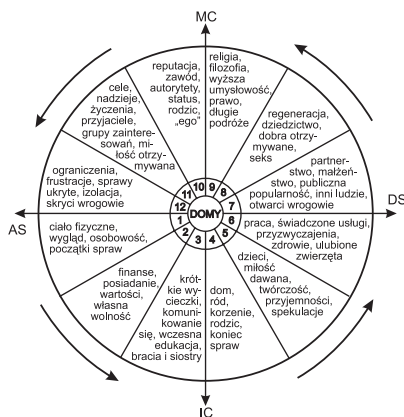 MC
reputacja,
zawód,
autorytety,
status,
rodzic,
„ego”
religia,
filozofia,
wyższa
umysłowość,
prawo,
długie
podróże
cele,
nadzieje,
życzenia,
przyjaciele,
grupy zaintere-
sowań, mi-
łość otrzy-
mywana
regeneracja,
dziedzictwo,
dobra otrzy-
mywane,
seks
ograniczenia,
frustracje, sprawy
ukryte, izolacja,
skryci wrogowie
partner-
stwo, małżeń-
stwo, publiczna
popularność, inni ludzie,
otwarci wrogowie
10 9
11 8
12 7
AS DOMY DS
1 6
2 5
3 4
ciało fizyczne,
wygląd, osobowość,
początki spraw
praca, świadczone usługi,
przyzwyczajenia,
zdrowie, ulubione
zwierzęta
finanse,
posiadanie,
wartości,
własna
wolność
dzieci,
miłość
dawana,
twórczość,
przyjemności,
spekulacje
krót-
kie wy-
cieczki,
komuni-
kowanie
się, wczesna
edukacja,
bracia i siostry
dom,
ród,
korzenie,
rodzic,
koniec
spraw
IC